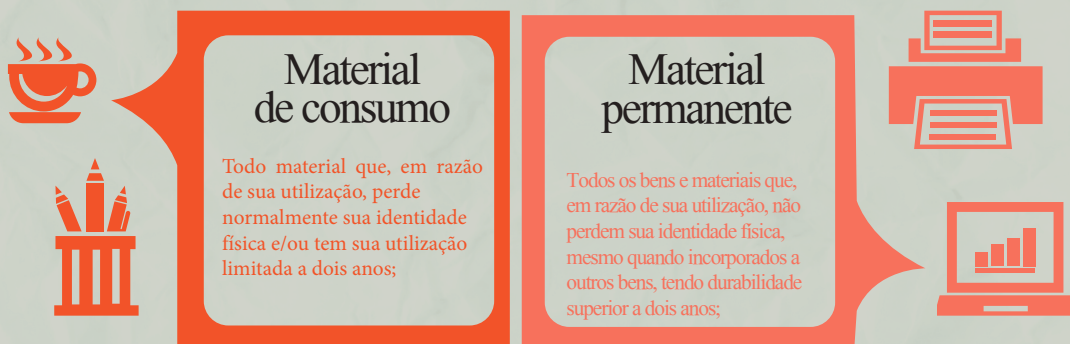 Material
de consumo
Todo material que, em razão
de sua utilização, perde
normalmente sua identidade
física e/ou tem sua utilização
limitada a dois anos;
Material
permanente
Todos os bens e materiais que,
em razão de sua utilização, não
perdem sua identidade física,
mesmo quando incorporados a
outros bens, tendo durabilidade
superior a dois anos;